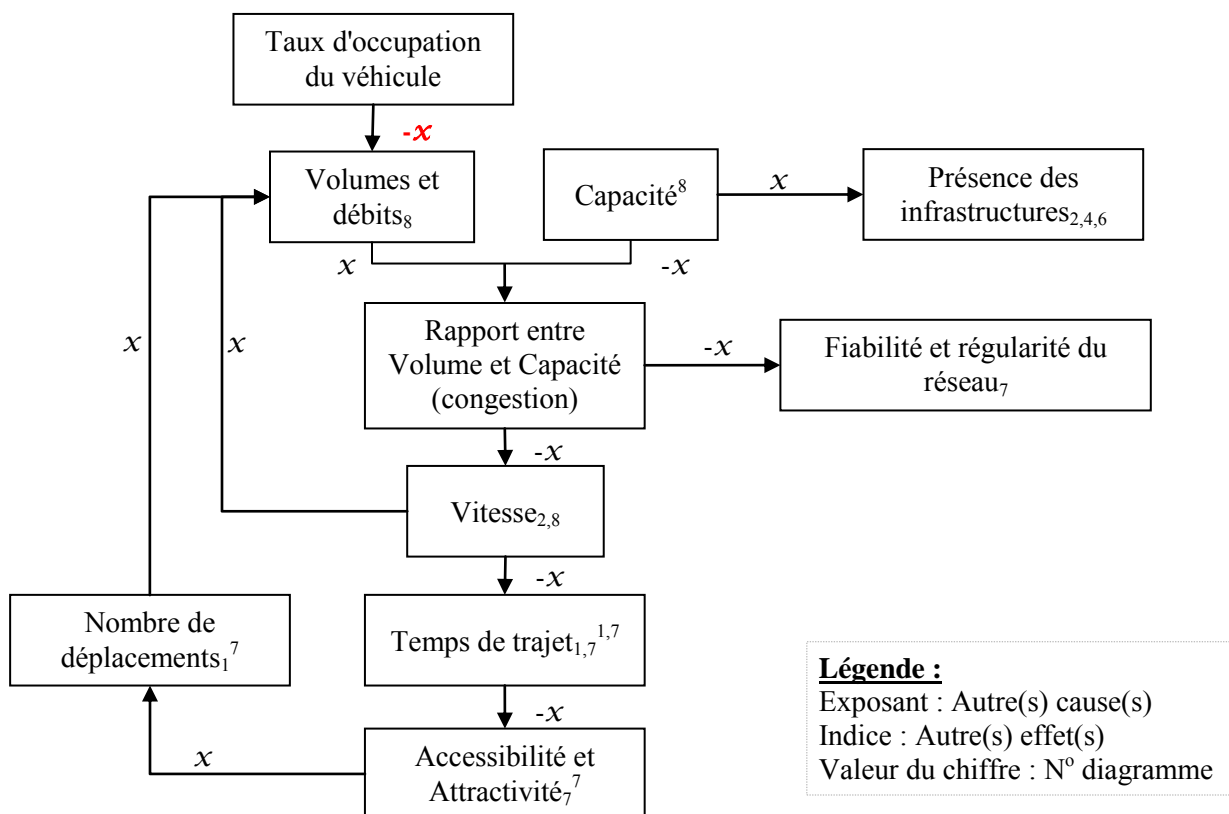 Taux d'occupation
du véhicule
-x
Volumes et
débits₈
Capacité⁸
x
Présence des
infrastructures₂,₄,₆
x
-x
x
x
Rapport entre
Volume et Capacité
(congestion)
-x
Fiabilité et régularité du
réseau₇
-x
Vitesse₂,₈
-x
Nombre de
déplacements₁⁷
Temps de trajet₁,₇¹,⁷
-x
x
Accessibilité et
Attractivité₇⁷
Légende :
Exposant : Autre(s) cause(s)
Indice : Autre(s) effet(s)
Valeur du chiffre : Nº diagramme